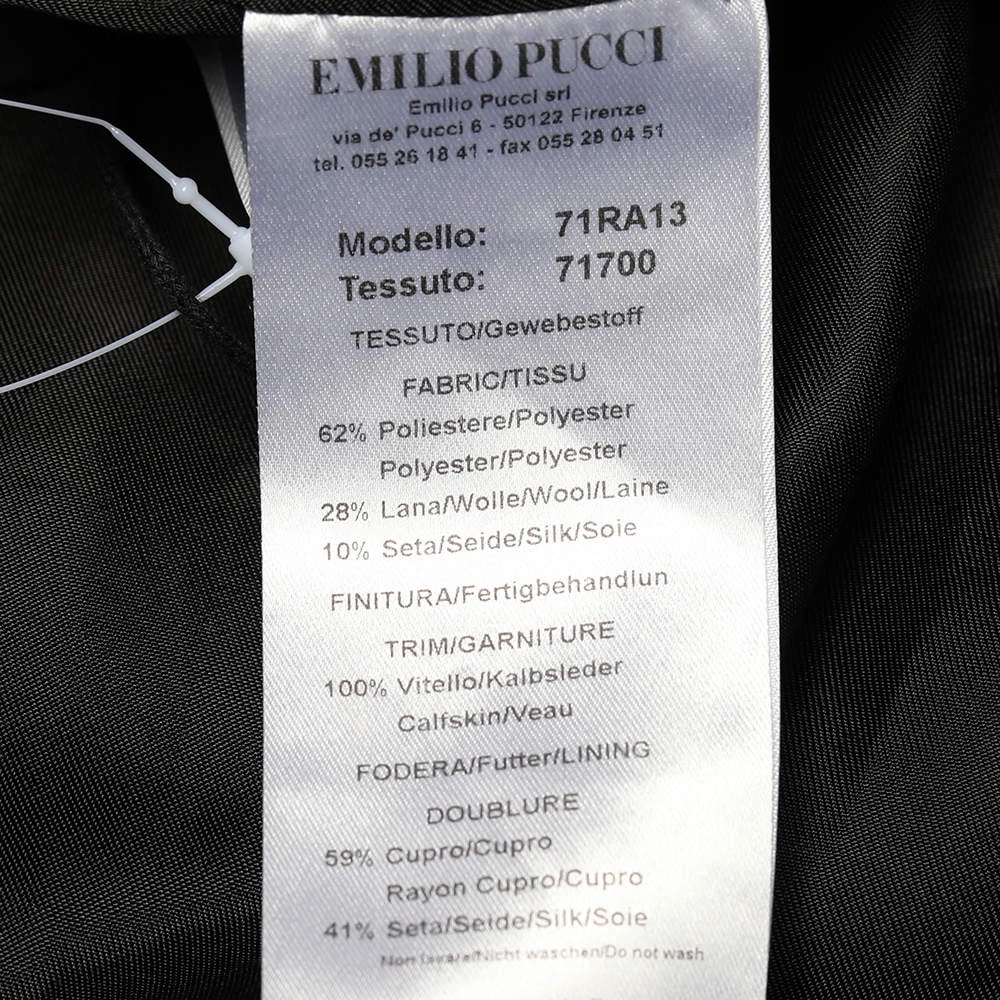 EMILIO PUCCI
Emilio Pucci srl
via de' Pucci 6 - 50122 Firenze
tel. 055 26 18 41 - fax 055 28 04 51
Modello: 71RA13
Tessuto: 71700
TESSUTO/Gewebestoff
FABRIC/TISSU
62% Poliestere/Polyester
Polyester/Polyester
28% Lana/Wolle/Wool/Laine
10% Seta/Seide/Silk/Soie
FINITURA/Fertigbehandlun
TRIM/GARNITURE
100% Vitello/Kalbsleder
Calfskin/Veau
FODERA/Futter/LINING
DOUBLURE
59% Cupro/Cupro
Rayon Cupro/Cupro
41% Seta/Seide/Silk/Soie
Non lavare/Nicht waschen/Do not wash